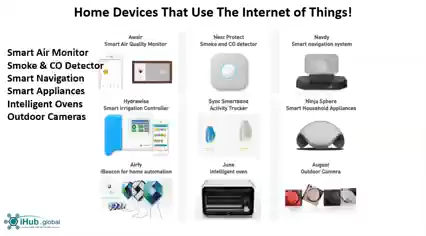 Home Devices That Use The Internet of Things!
Smart Air Monitor
Smoke & CO Detector
Smart Navigation
Smart Appliances
Intelligent Ovens
Outdoor Cameras
Awair
Smart Air Quality Monitor
Nest Protect
Smoke and CO detector
Navdy
Smart navigation system
Hydrawise
Smart Irrigation Controller
Sync Smartband
Activity Tracker
Ninja Sphere
Smart Household Appliances
Airfy
iBeacon for home automation
June
Intelligent oven
August
Outdoor Camera
iHub.global